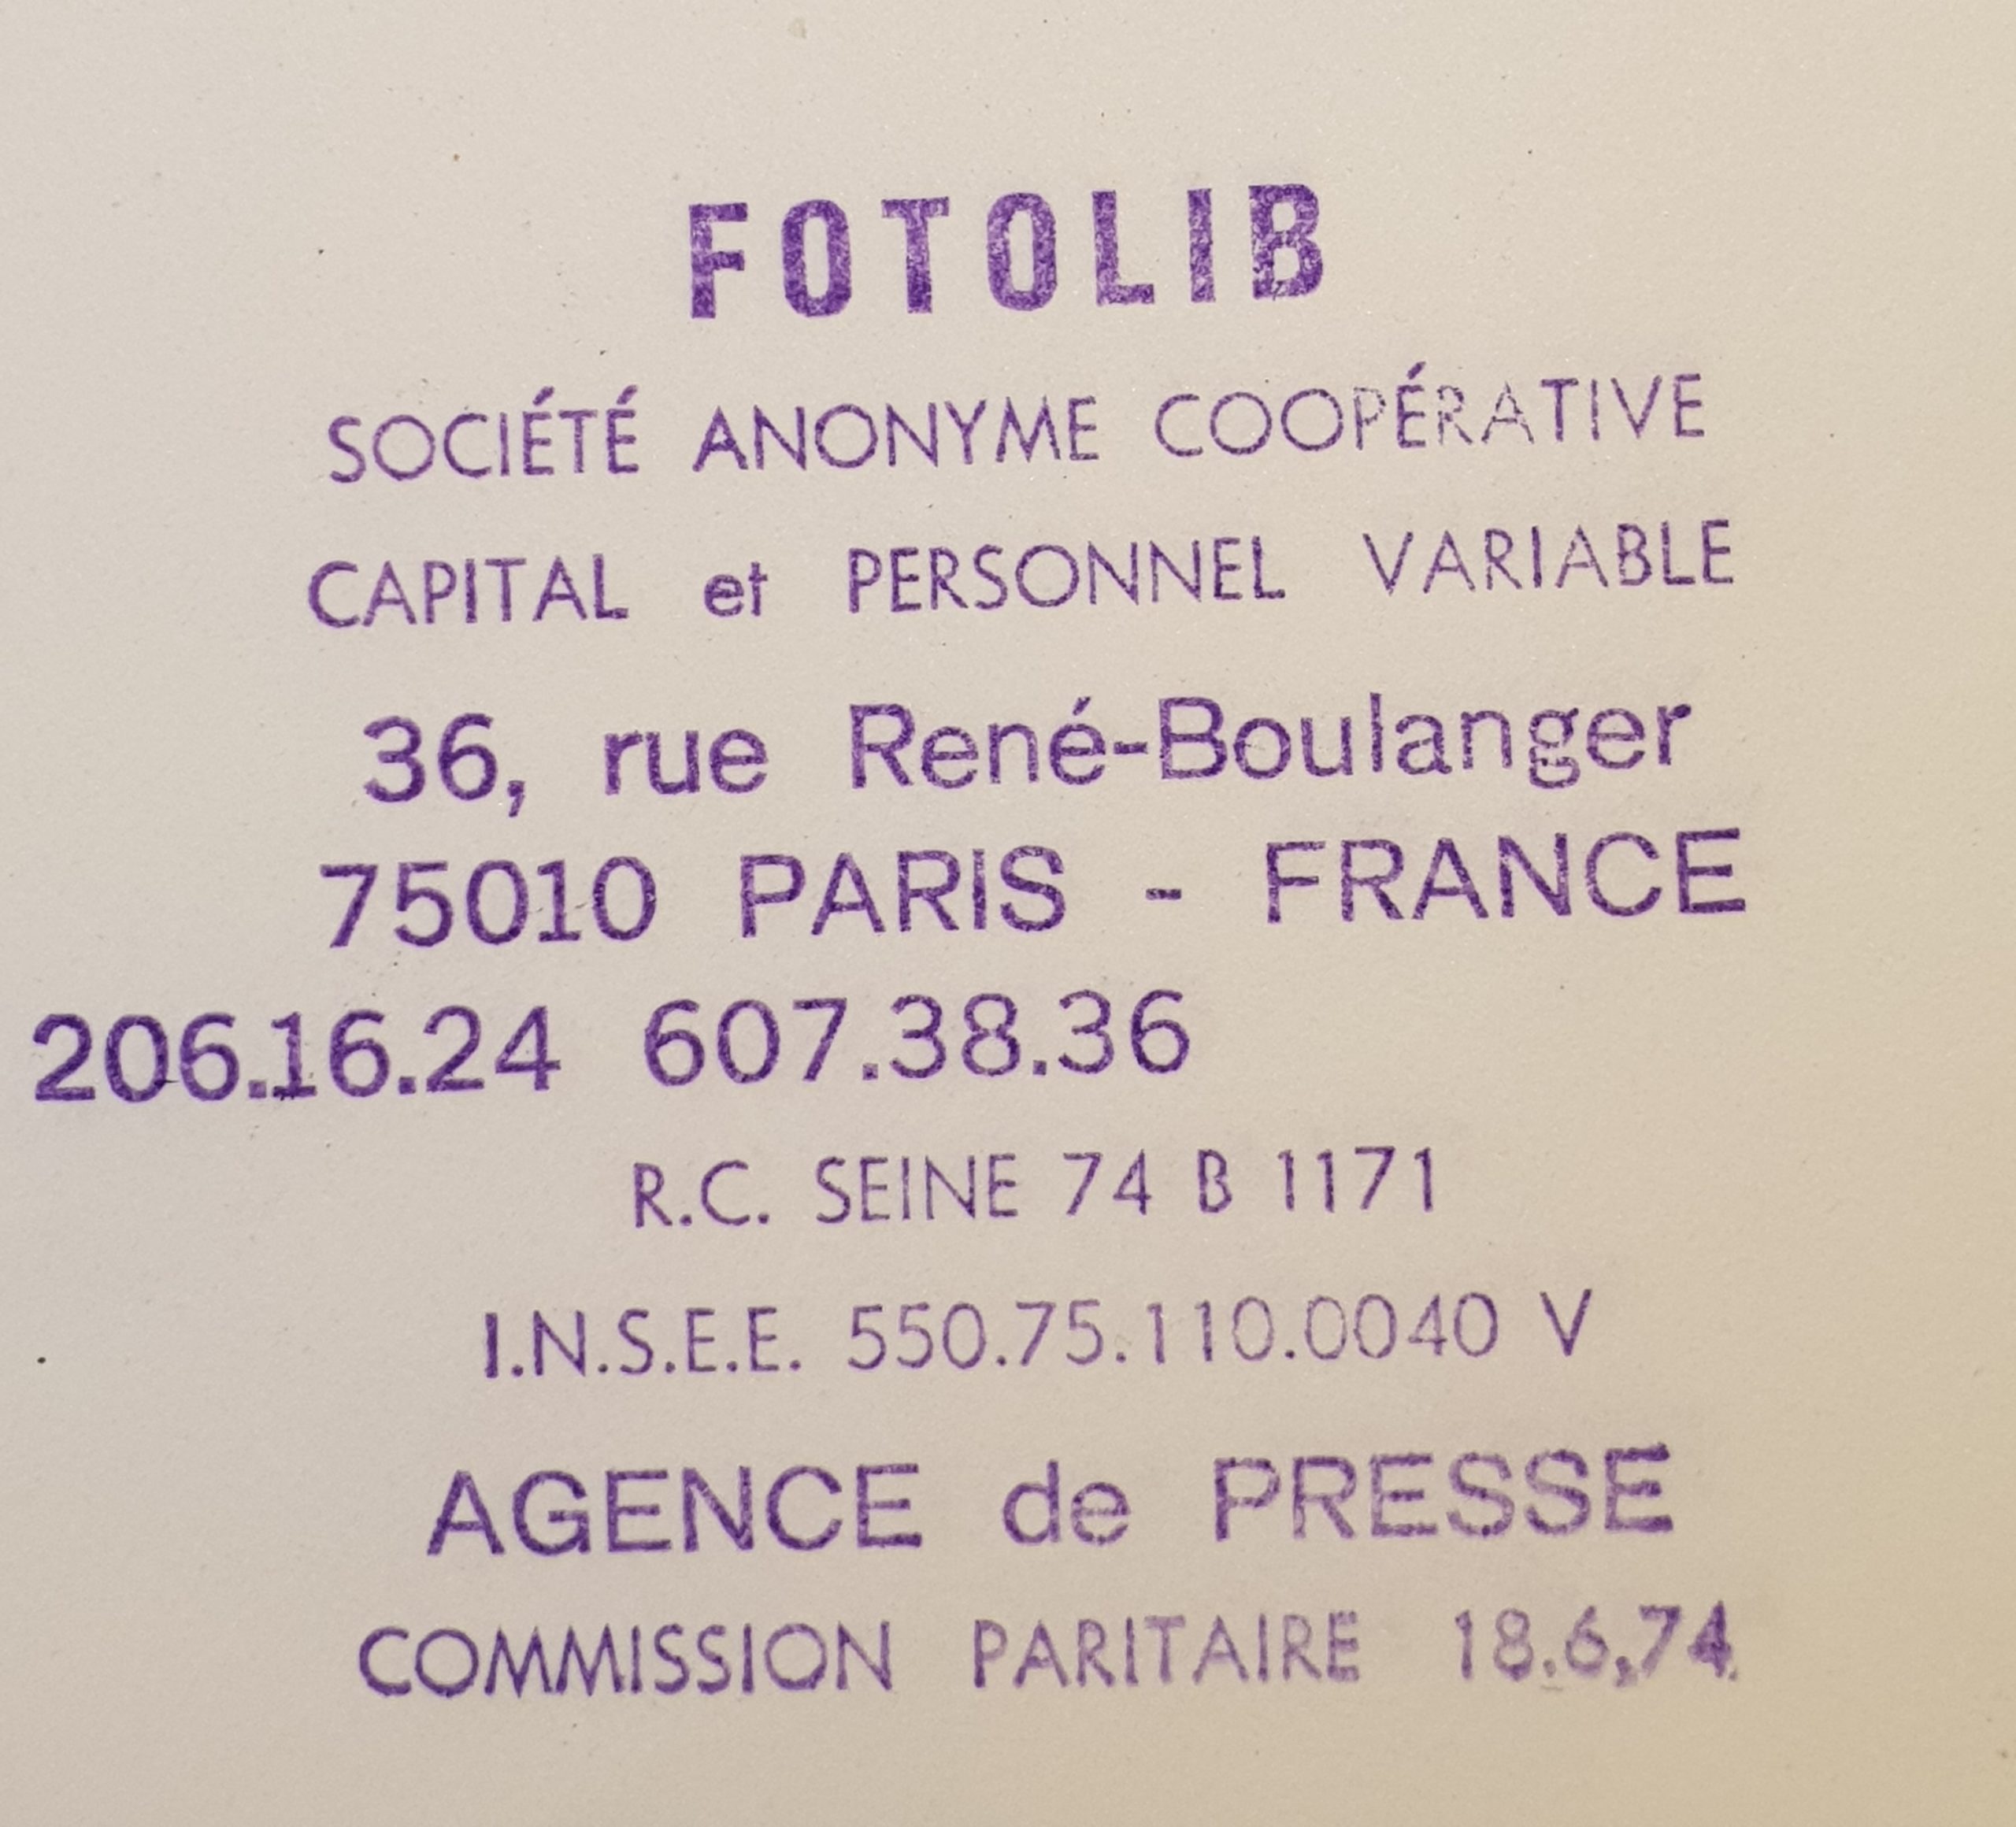 FOTOLIB
SOCIÉTÉ ANONYME COOPÉRATIVE
CAPITAL et PERSONNEL VARIABLE
36, rue René-Boulanger
75010 PARIS - FRANCE
206.16.24 607.38.36
R.C. SEINE 74 B 1171
I.N.S.E.E. 550.75.110.0040 V
AGENCE de PRESSE
COMMISSION PARITAIRE 18.6.74